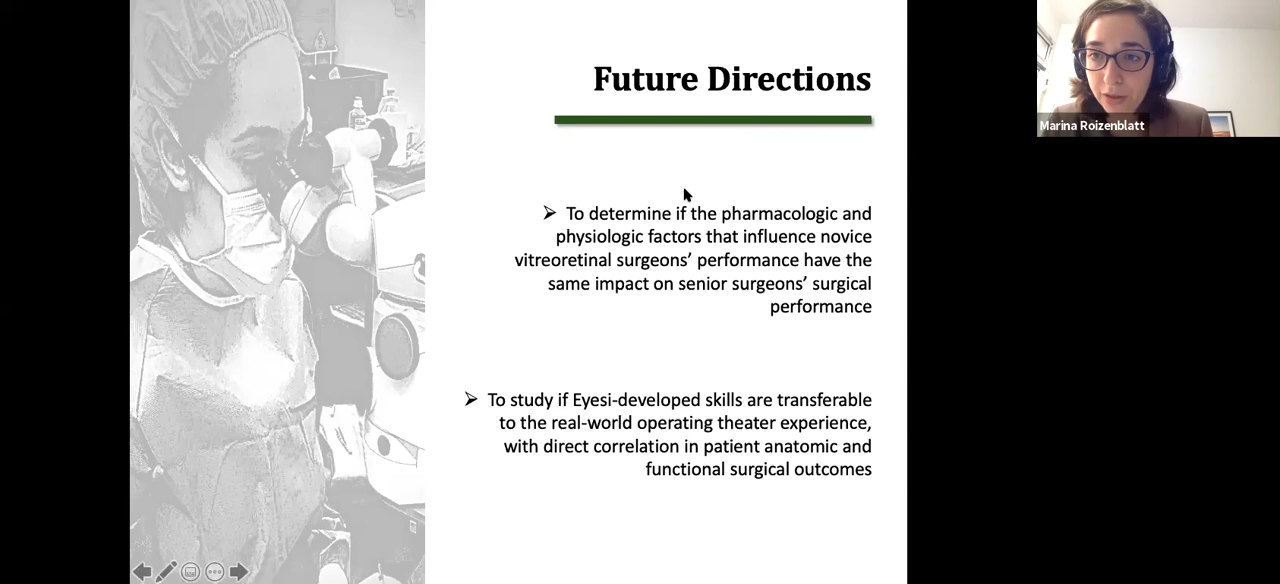 Future Directions
Marina Roizenblatt
➢ To determine if the pharmacologic and
physiologic factors that influence novice
vitreoretinal surgeons’ performance have the
same impact on senior surgeons’ surgical
performance
➢ To study if Eyesi-developed skills are transferable
to the real-world operating theater experience,
with direct correlation in patient anatomic and
functional surgical outcomes